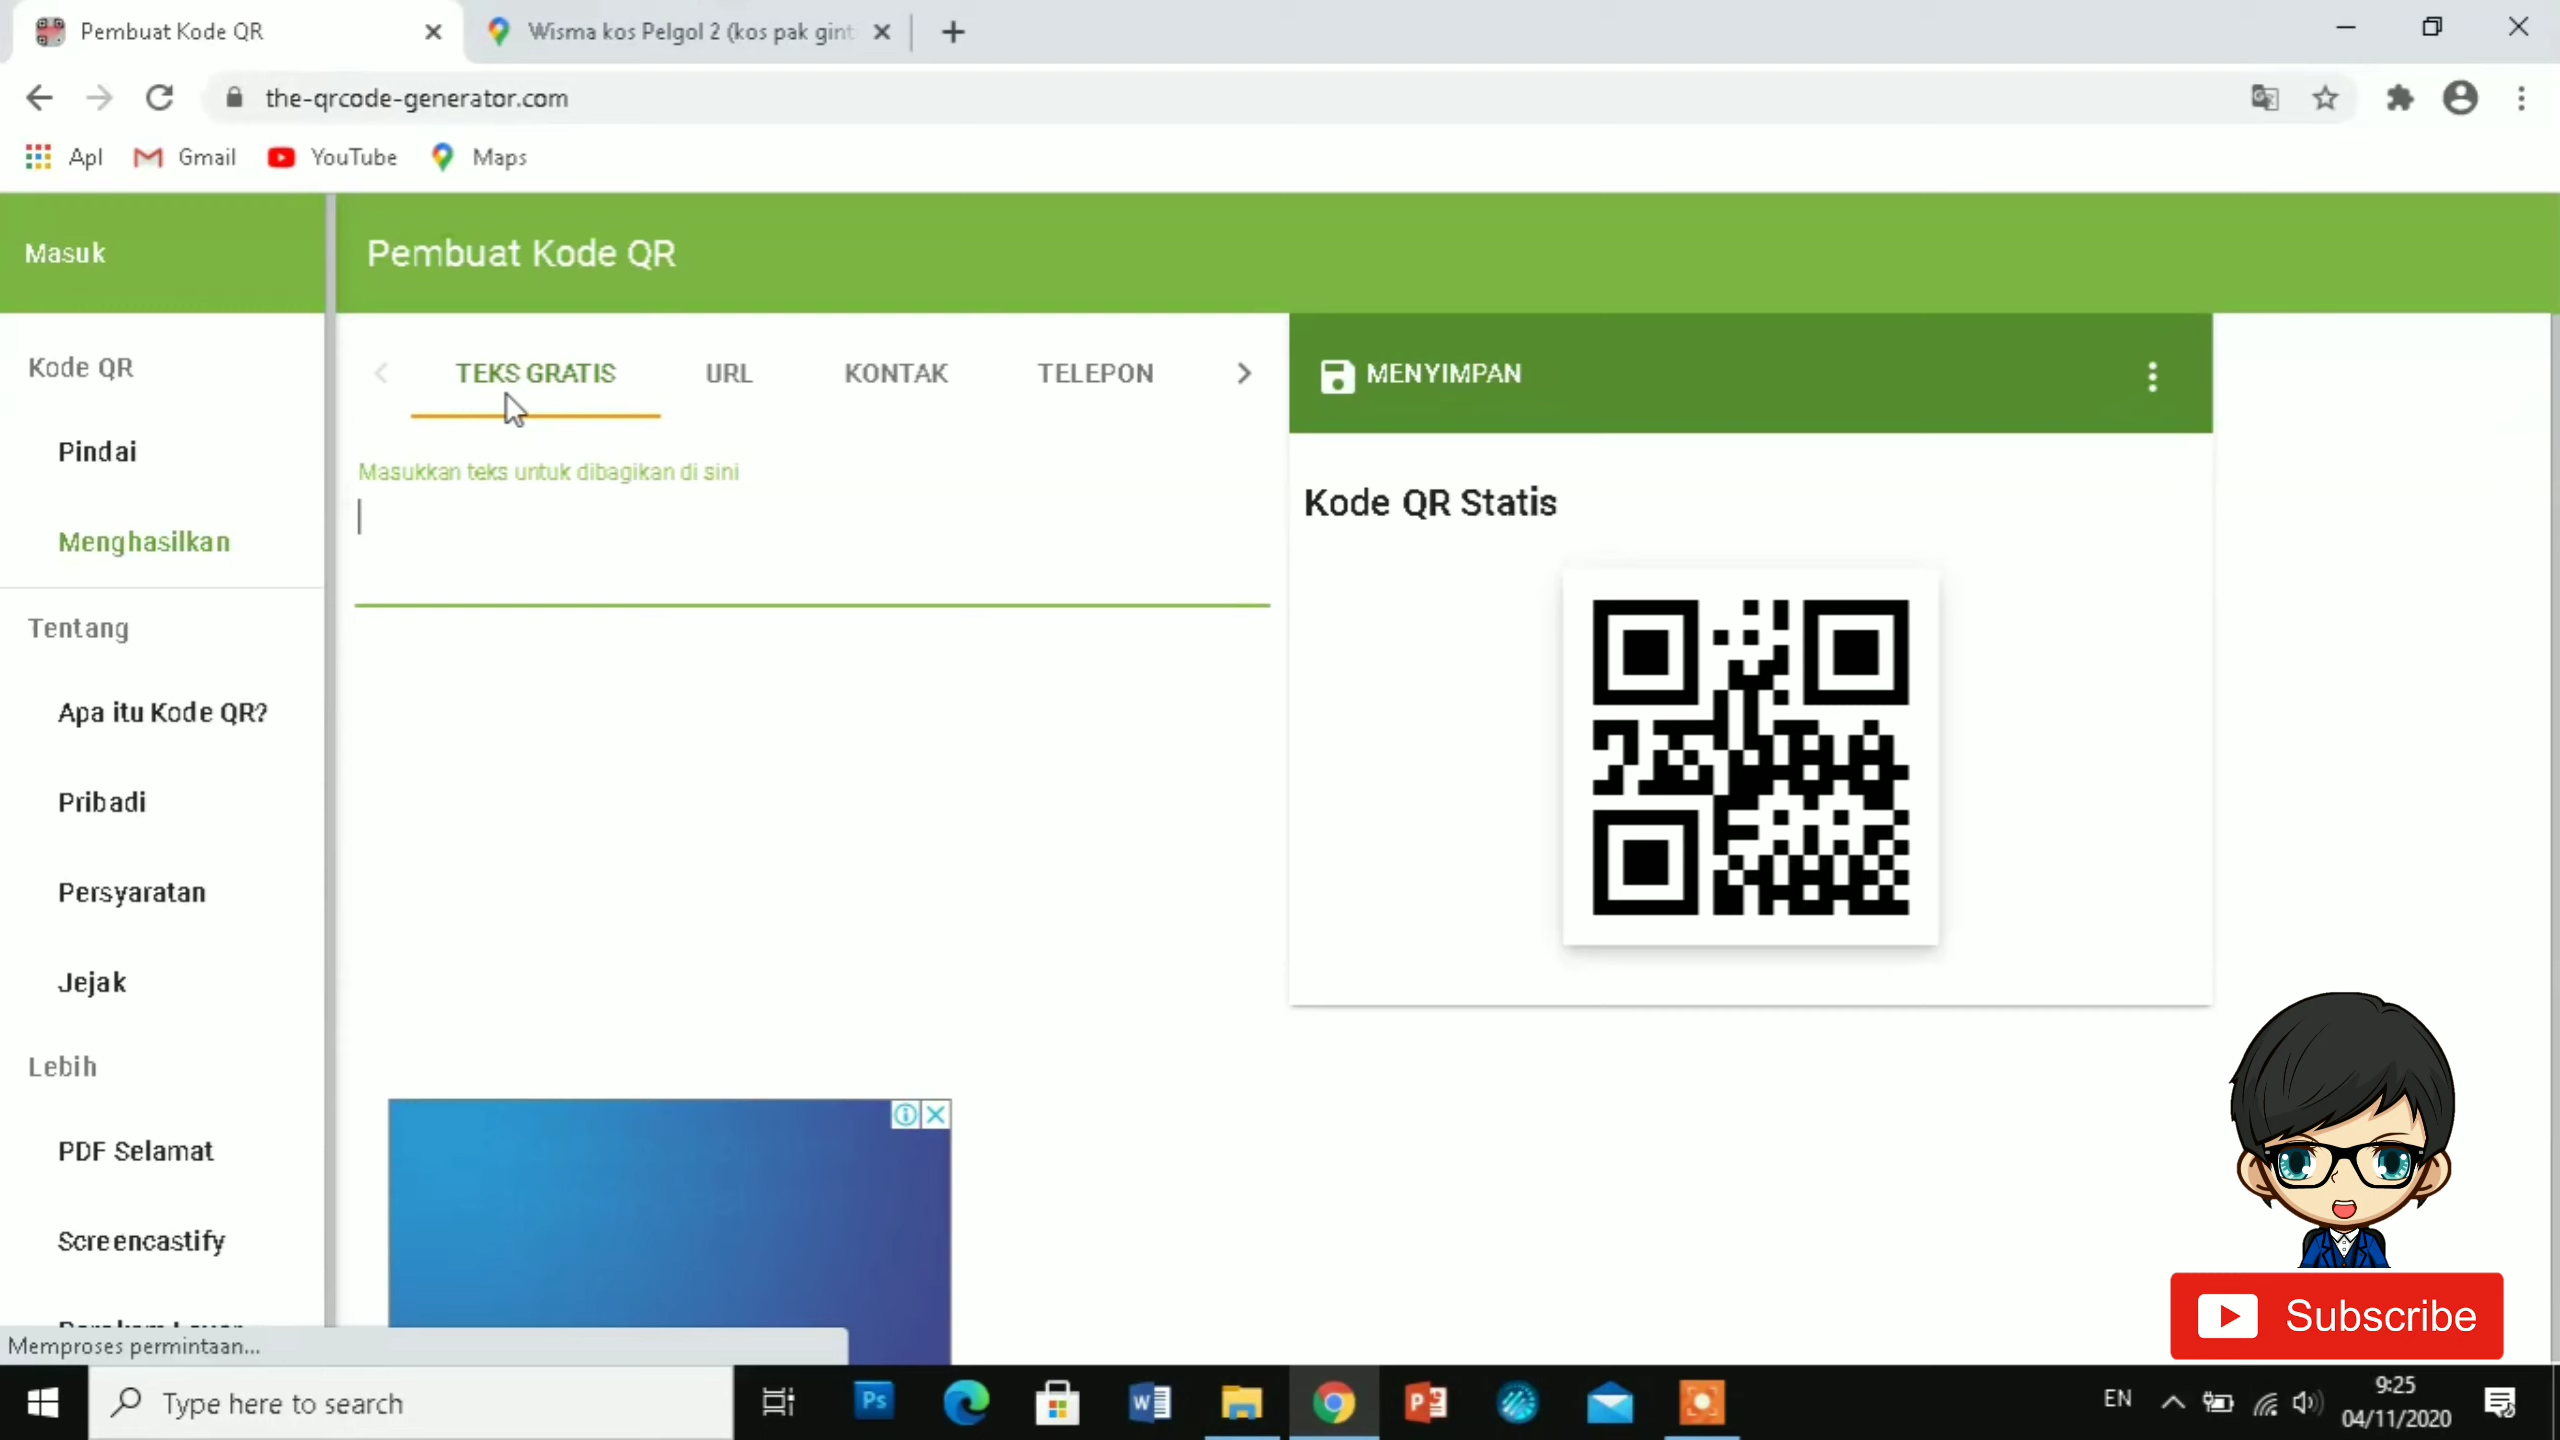 Pembuat Kode QR
Wisma kos Pelgol 2 (kos pak gint
the-qrcode-generator.com
Apl
Gmail
YouTube
Maps
Masuk
Pembuat Kode QR
Kode QR
Pindai
Menghasilkan
Tentang
Apa itu Kode QR?
Pribadi
Persyaratan
Jejak
Lebih
PDF Selamat
Screencastify
TEKS GRATIS
URL
KONTAK
TELEPON
Masukkan teks untuk dibagikan di sini
MENYIMPAN
Kode QR Statis
Subscribe
Memproses permintaan...
Type here to search
Ps
EN
9:25
04/11/2020